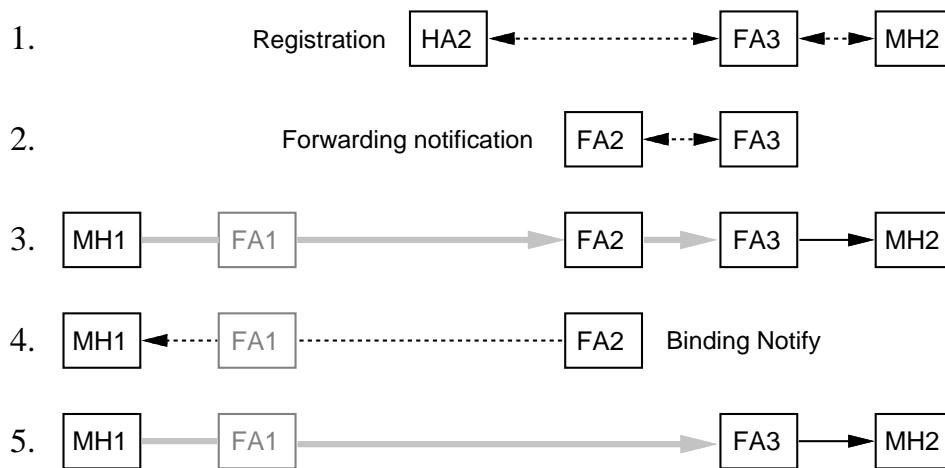 1. Registration HA2 FA3 MH2
2. Forwarding notification FA2 FA3
3. MH1 FA1 FA2 FA3 MH2
4. MH1 FA1 FA2 Binding Notify
5. MH1 FA1 FA3 MH2